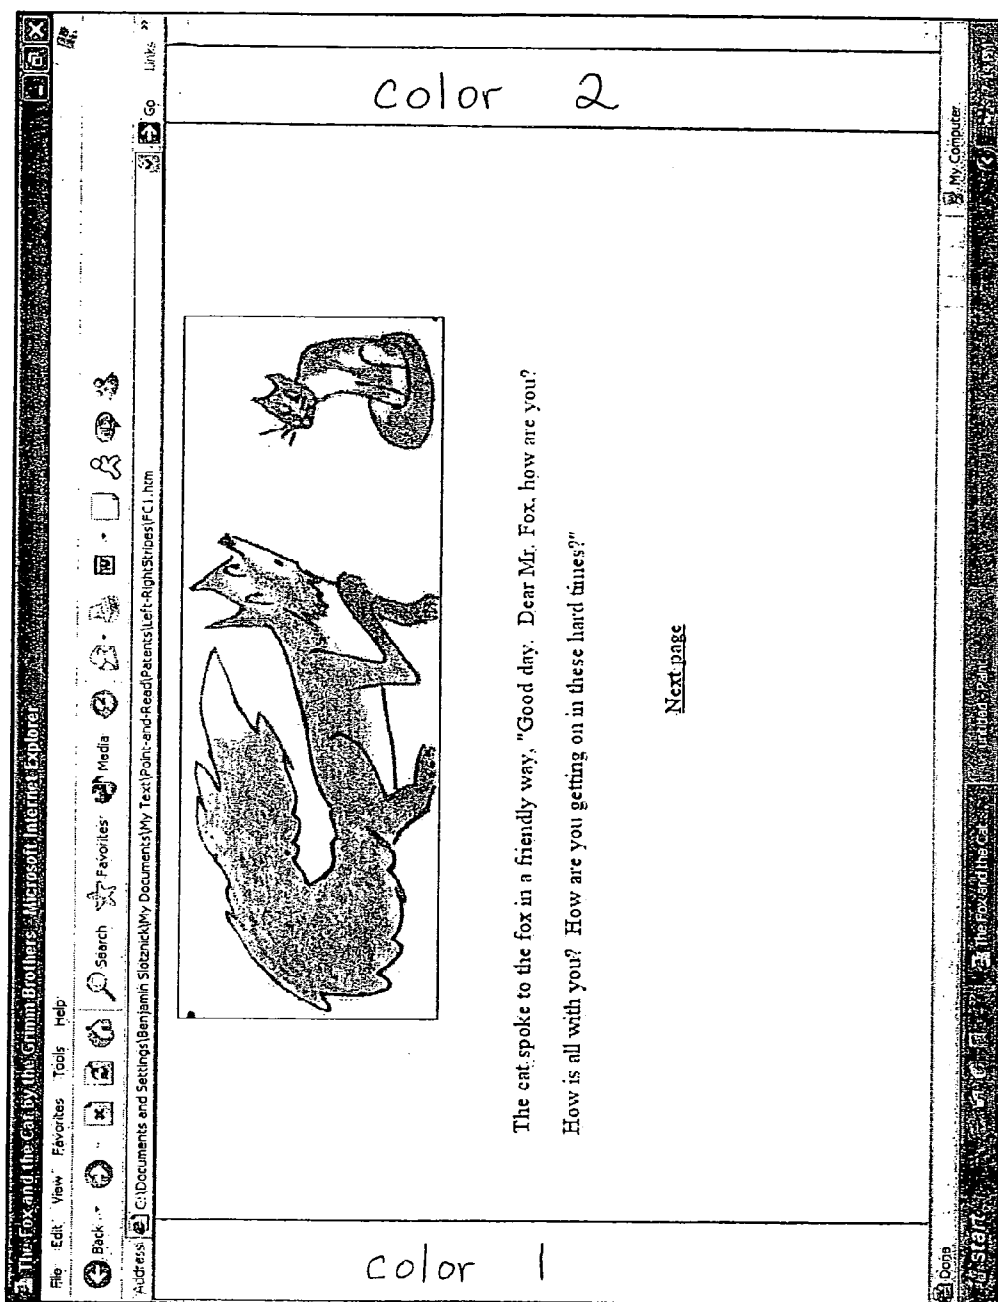 The Fox and the Cat by the Grimm Brothers - Microsoft Internet Explorer
File Edit View Favorites Tools Help
Back Search Favorites Media
Address C:\Documents and Settings\Benjamin Slotznick\My Documents\My Text\Point-and-Read\Patents\Left-RightStripes\FC1.htm Go Links »
color 1
color 2
The cat spoke to the fox in a friendly way, "Good day. Dear Mr. Fox, how are you?
How is all with you? How are you getting on in these hard times?"
Next page
Done My Computer
start The Fox and the Cat